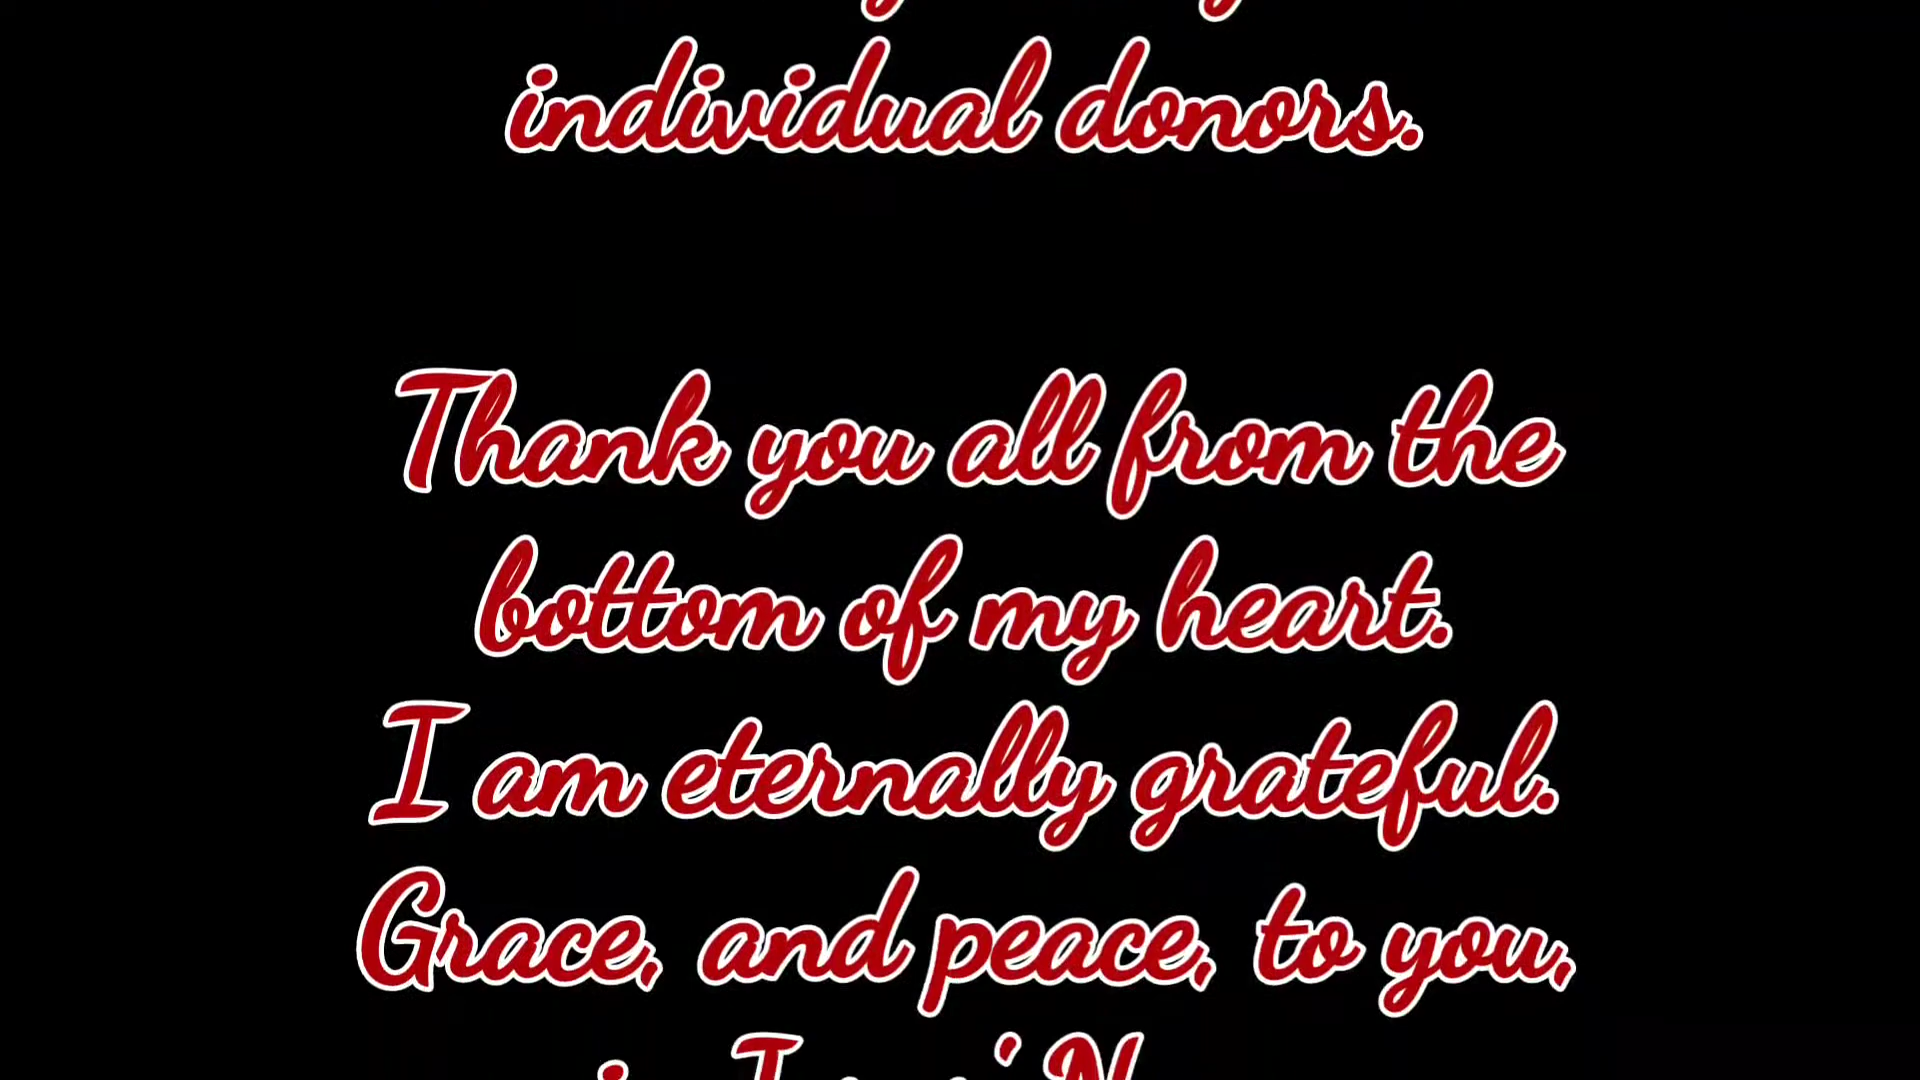 individual donors.
Thank you all from the
bottom of my heart.
I am eternally grateful.
Grace, and peace, to you,